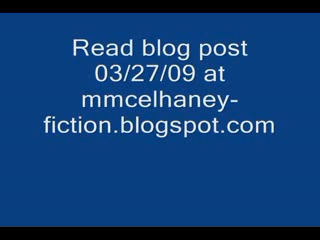 Read blog post
03/27/09 at
mmcelhaney-
fiction.blogspot.com